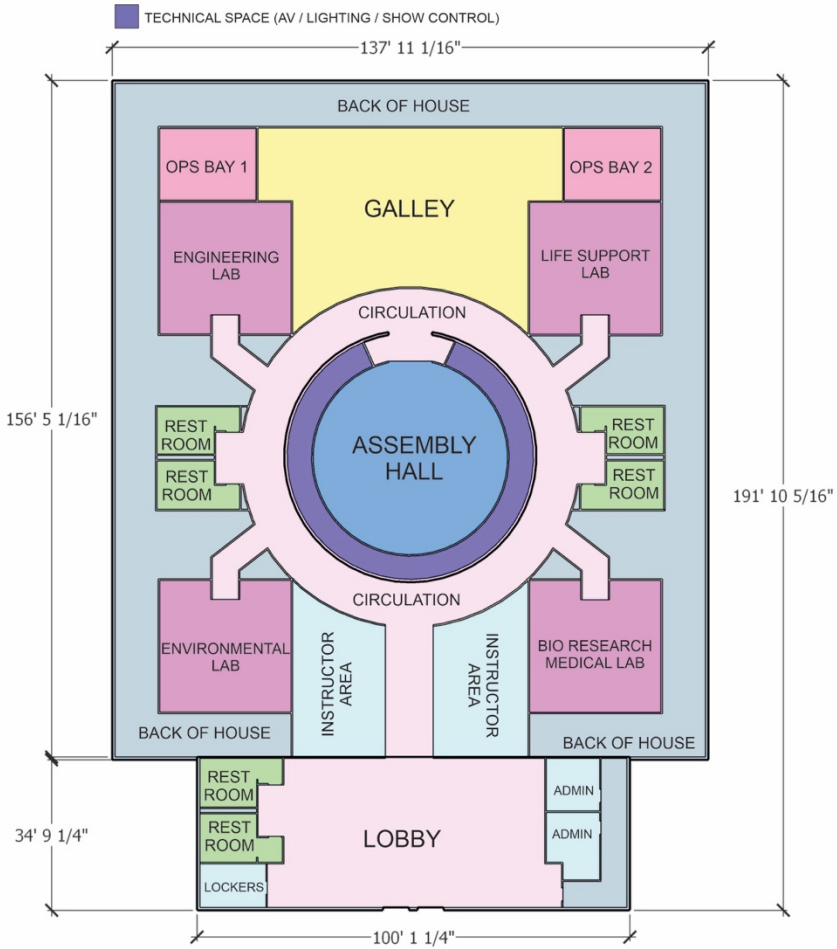 TECHNICAL SPACE (AV / LIGHTING / SHOW CONTROL)
137' 11 1/16"
BACK OF HOUSE
OPS BAY 1
OPS BAY 2
GALLEY
ENGINEERING
LAB
LIFE SUPPORT
LAB
CIRCULATION
156' 5 1/16"
REST
ROOM
REST
ROOM
ASSEMBLY
HALL
REST
ROOM
REST
ROOM
191' 10 5/16"
CIRCULATION
ENVIRONMENTAL
LAB
INSTRUCTOR
AREA
INSTRUCTOR
AREA
BIO RESEARCH
MEDICAL LAB
BACK OF HOUSE
BACK OF HOUSE
REST
ROOM
REST
ROOM
LOCKERS
34' 9 1/4"
LOBBY
ADMIN
ADMIN
100' 1 1/4"